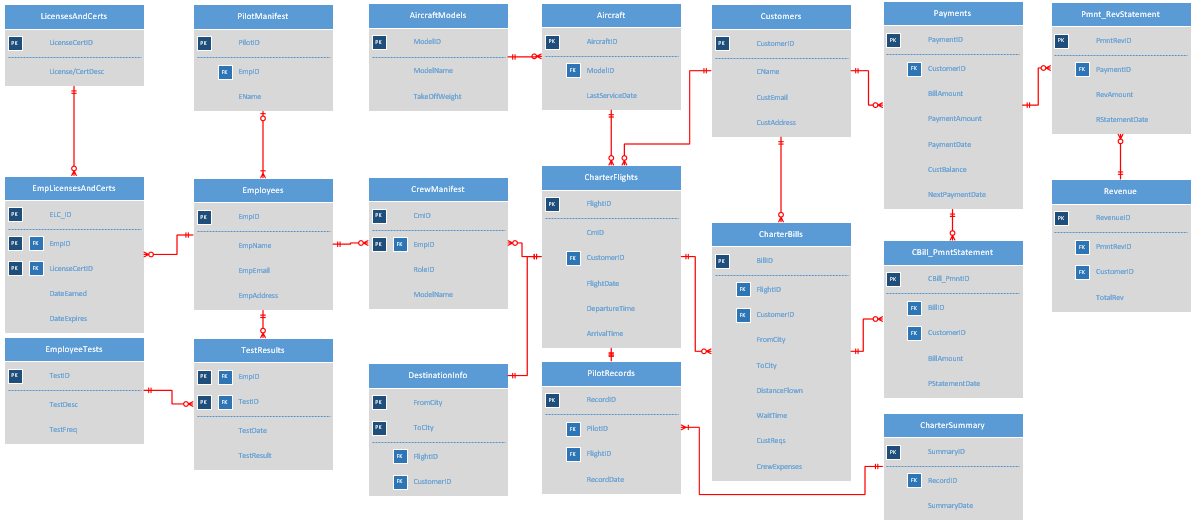 LicensesAndCerts
PK
LicenseCertID
License/CertDesc
PilotManifest
PK
PilotID
FK
EmpID
EName
AircraftModels
PK
ModelID
ModelName
TakeOffWeight
Aircraft
PK
AircraftID
FK
ModelID
LastServiceDate
Customers
PK
CustomerID
CName
CustEmail
CustAddress
Payments
PK
PaymentID
FK
CustomerID
BillAmount
PaymentAmount
PaymentDate
CustBalance
NextPaymentDate
Pmnt_RevStatement
PK
PmntRevID
FK
PaymentID
RevAmount
RStatementDate
EmpLicensesAndCerts
PK
ELC_ID
PK FK
EmpID
PK FK
LicenseCertID
DateEarned
DateExpires
Employees
PK
EmpID
EmpName
EmpEmail
EmpAddress
CrewManifest
PK
CmID
PK FK
EmpID
RoleID
ModelName
CharterFlights
PK
FlightID
CmID
FK
CustomerID
FlightDate
DepartureTime
ArrivalTime
CharterBills
PK
BillID
FK
FlightID
FK
CustomerID
FromCity
ToCity
DistanceFlown
WaitTime
CustReqs
CrewExpenses
CBill_PmntStatement
PK
CBill_PmntID
FK
BillID
FK
CustomerID
BillAmount
PStatementDate
Revenue
PK
RevenueID
FK
PmntRevID
FK
CustomerID
TotalRev
EmployeeTests
PK
TestID
TestDesc
TestFreq
TestResults
PK FK
EmpID
PK FK
TestID
TestDate
TestResult
DestinationInfo
PK
FromCity
PK
ToCity
FK
FlightID
FK
CustomerID
PilotRecords
PK
RecordID
FK
PilotID
FK
FlightID
RecordDate
CharterSummary
PK
SummaryID
FK
RecordID
SummaryDate